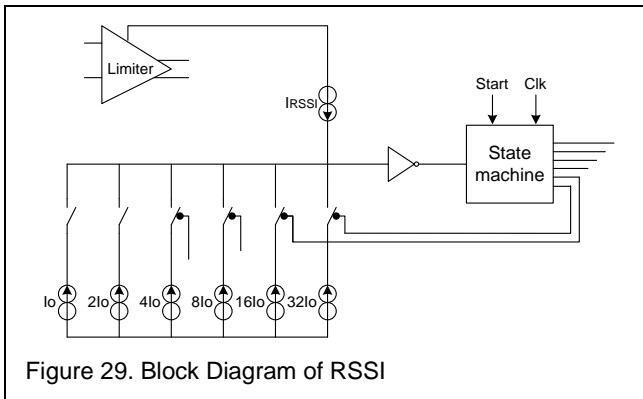 Limiter
IRSSI
Start Clk
State
machine
Io 2Io 4Io 8Io 16Io 32Io
Figure 29. Block Diagram of RSSI